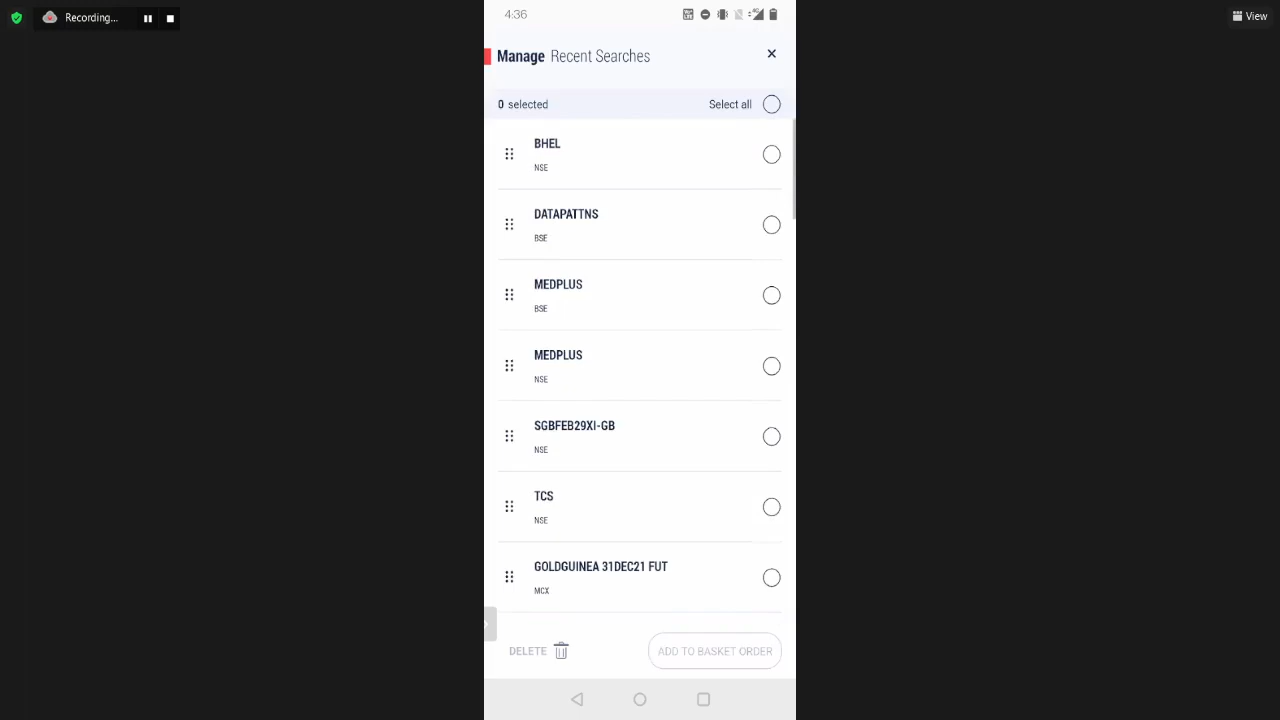 Recording...
View
4:36
Manage Recent Searches
0 selected
Select all
BHEL
NSE
DATAPATTNS
BSE
MEDPLUS
BSE
MEDPLUS
NSE
SGBFEB29XI-GB
NSE
TCS
NSE
GOLDGUINEA 31DEC21 FUT
MCX
DELETE
ADD TO BASKET ORDER